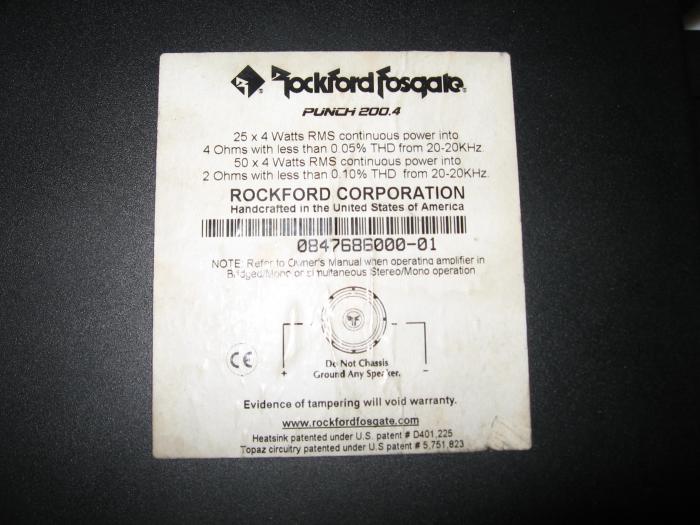 Rockford Fosgate
PUNCH 200.4
25 x 4 Watts RMS continuous power into
4 Ohms with less than 0.05% THD from 20-20KHz.
50 x 4 Watts RMS continuous power into
2 Ohms with less than 0.10% THD from 20-20KHz.
ROCKFORD CORPORATION
Handcrafted in the United States of America
0847686000-01
NOTE: Refer to Owner's Manual when operating amplifier in
Bridged/Mono or simultaneous Stereo/Mono operation
CE
+ Do Not Chassis -
Ground Any Speaker.
Evidence of tampering will void warranty.
www.rockfordfosgate.com
Heatsink patented under U.S. patent # D401,225
Topaz circuitry patented under U.S patent # 5,751,823